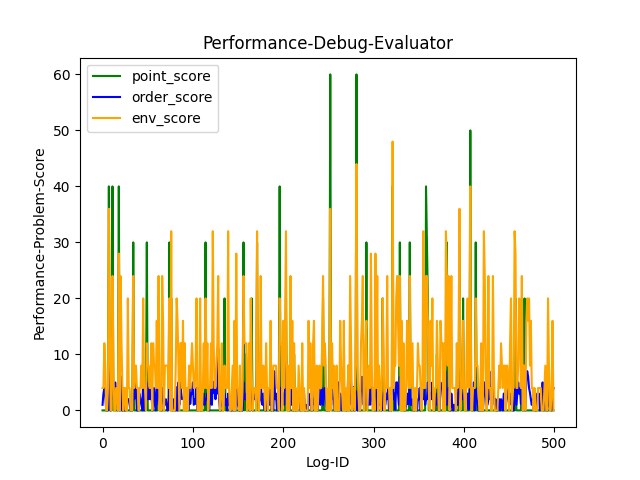 Performance-Debug-Evaluator
point_score
order_score
env_score
Performance-Problem-Score
60
50
40
30
20
10
0
0 100 200 300 400 500
Log-ID